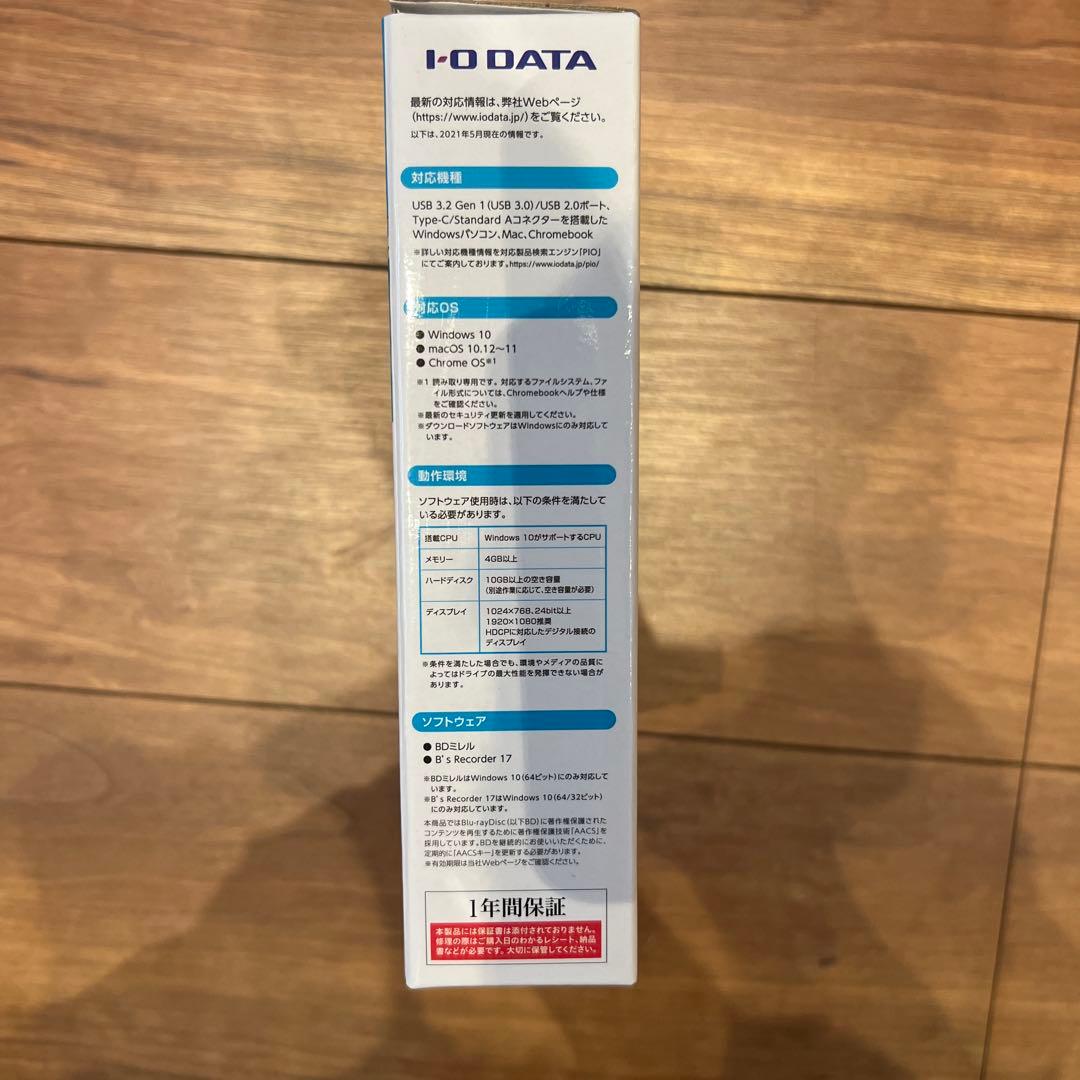 I-O DATA
最新の対応情報は、弊社Webページ
(https://www.iodata.jp/)をご覧ください。
以下は、2021年5月現在の情報です。
対応機種
USB 3.2 Gen 1(USB 3.0)/USB 2.0ポート、
Type-C/Standard Aコネクターを搭載した
Windowsパソコン、Mac、Chromebook
※詳しい対応機種情報を対応製品検索エンジン「PIO」
にてご案内しております。https://www.iodata.jp/pio/
対応OS
● Windows 10
● macOS 10.12～11
● Chrome OS※1
※1 読み取り専用です。対応するファイルシステム、ファ
イル形式については、Chromebookヘルプや仕様
をご確認ください。
※最新のセキュリティ更新を適用してください。
※ダウンロードソフトウェアはWindowsにのみ対応して
います。
動作環境
ソフトウェア使用時は、以下の条件を満たして
いる必要があります。
搭載CPU Windows 10がサポートするCPU
メモリー 4GB以上
ハードディスク 10GB以上の空き容量
(別途作業に応じて、空き容量が必要)
ディスプレイ 1024×768、24bit以上
1920×1080推奨
HDCPに対応したデジタル接続の
ディスプレイ
※条件を満たした場合でも、環境やメディアの品質に
よってはドライブの最大性能を発揮できない場合が
あります。
ソフトウェア
● BDミレル
● B's Recorder 17
※BDミレルはWindows 10(64ビット)にのみ対応して
います。
※B's Recorder 17はWindows 10(64/32ビット)
にのみ対応しています。
本商品ではBlu-rayDisc(以下BD)に著作権保護された
コンテンツを再生するために著作権保護技術「AACS」を
採用しています。BDを継続的にお使いいただくために、
定期的に「AACSキー」を更新する必要があります。
※有効期限は当社Webページをご確認ください。
1年間保証
本製品には保証書は添付されておりません。
修理の際はご購入日のわかるレシート、納品
書などが必要です。大切に保管してください。